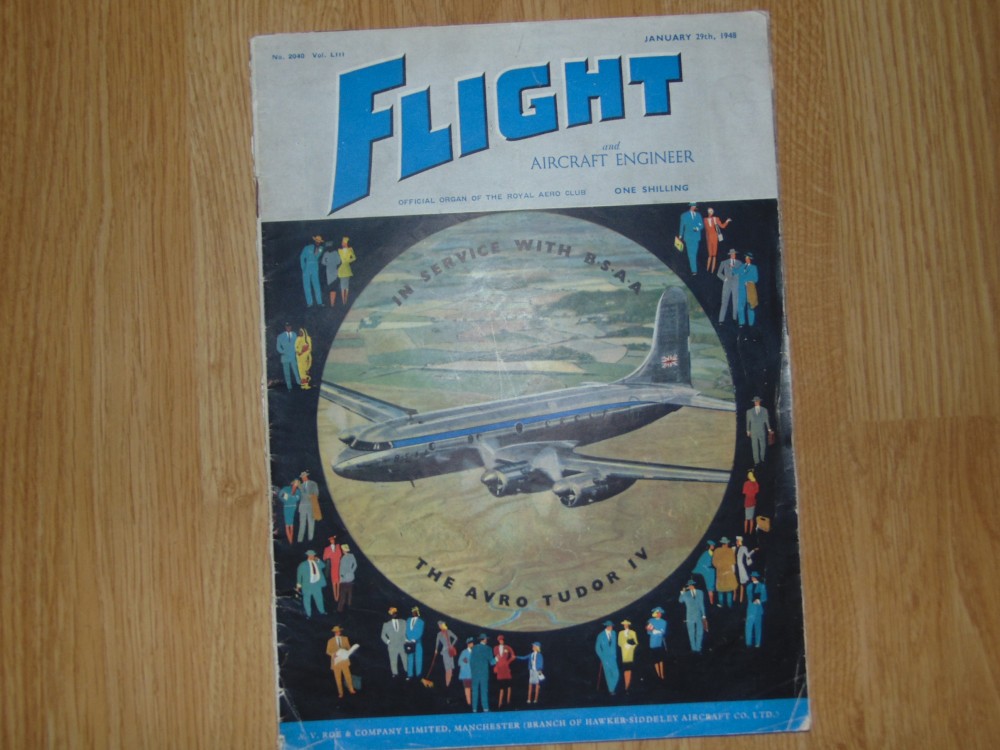 No. 2040 Vol. LIII
JANUARY 29th, 1948
FLIGHT
and
AIRCRAFT ENGINEER
OFFICIAL ORGAN OF THE ROYAL AERO CLUB
ONE SHILLING
IN SERVICE WITH B·S·A·A
THE AVRO TUDOR IV
A. V. ROE & COMPANY LIMITED, MANCHESTER (BRANCH OF HAWKER-SIDDELEY AIRCRAFT CO. LTD.)